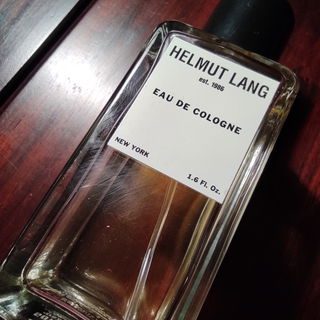 HELMUT LANG
est. 1986
EAU DE COLOGNE
NEW YORK
1.6 Fl. Oz.